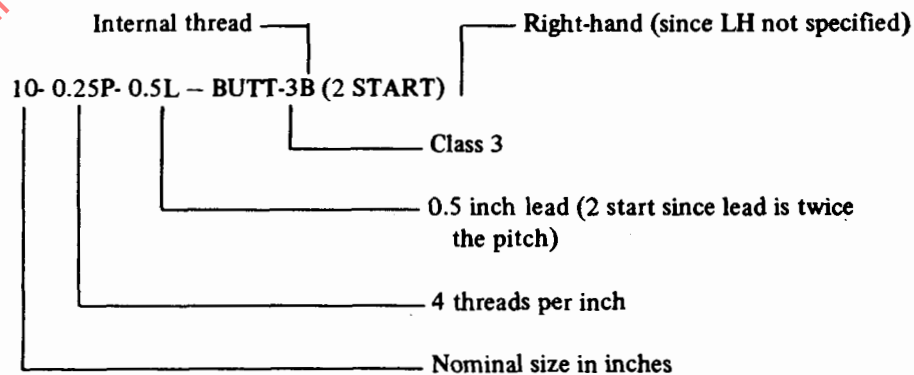 Internal thread
Right-hand (since LH not specified)
10- 0.25P- 0.5L – BUTT-3B (2 START)
Class 3
0.5 inch lead (2 start since lead is twice
the pitch)
4 threads per inch
Nominal size in inches